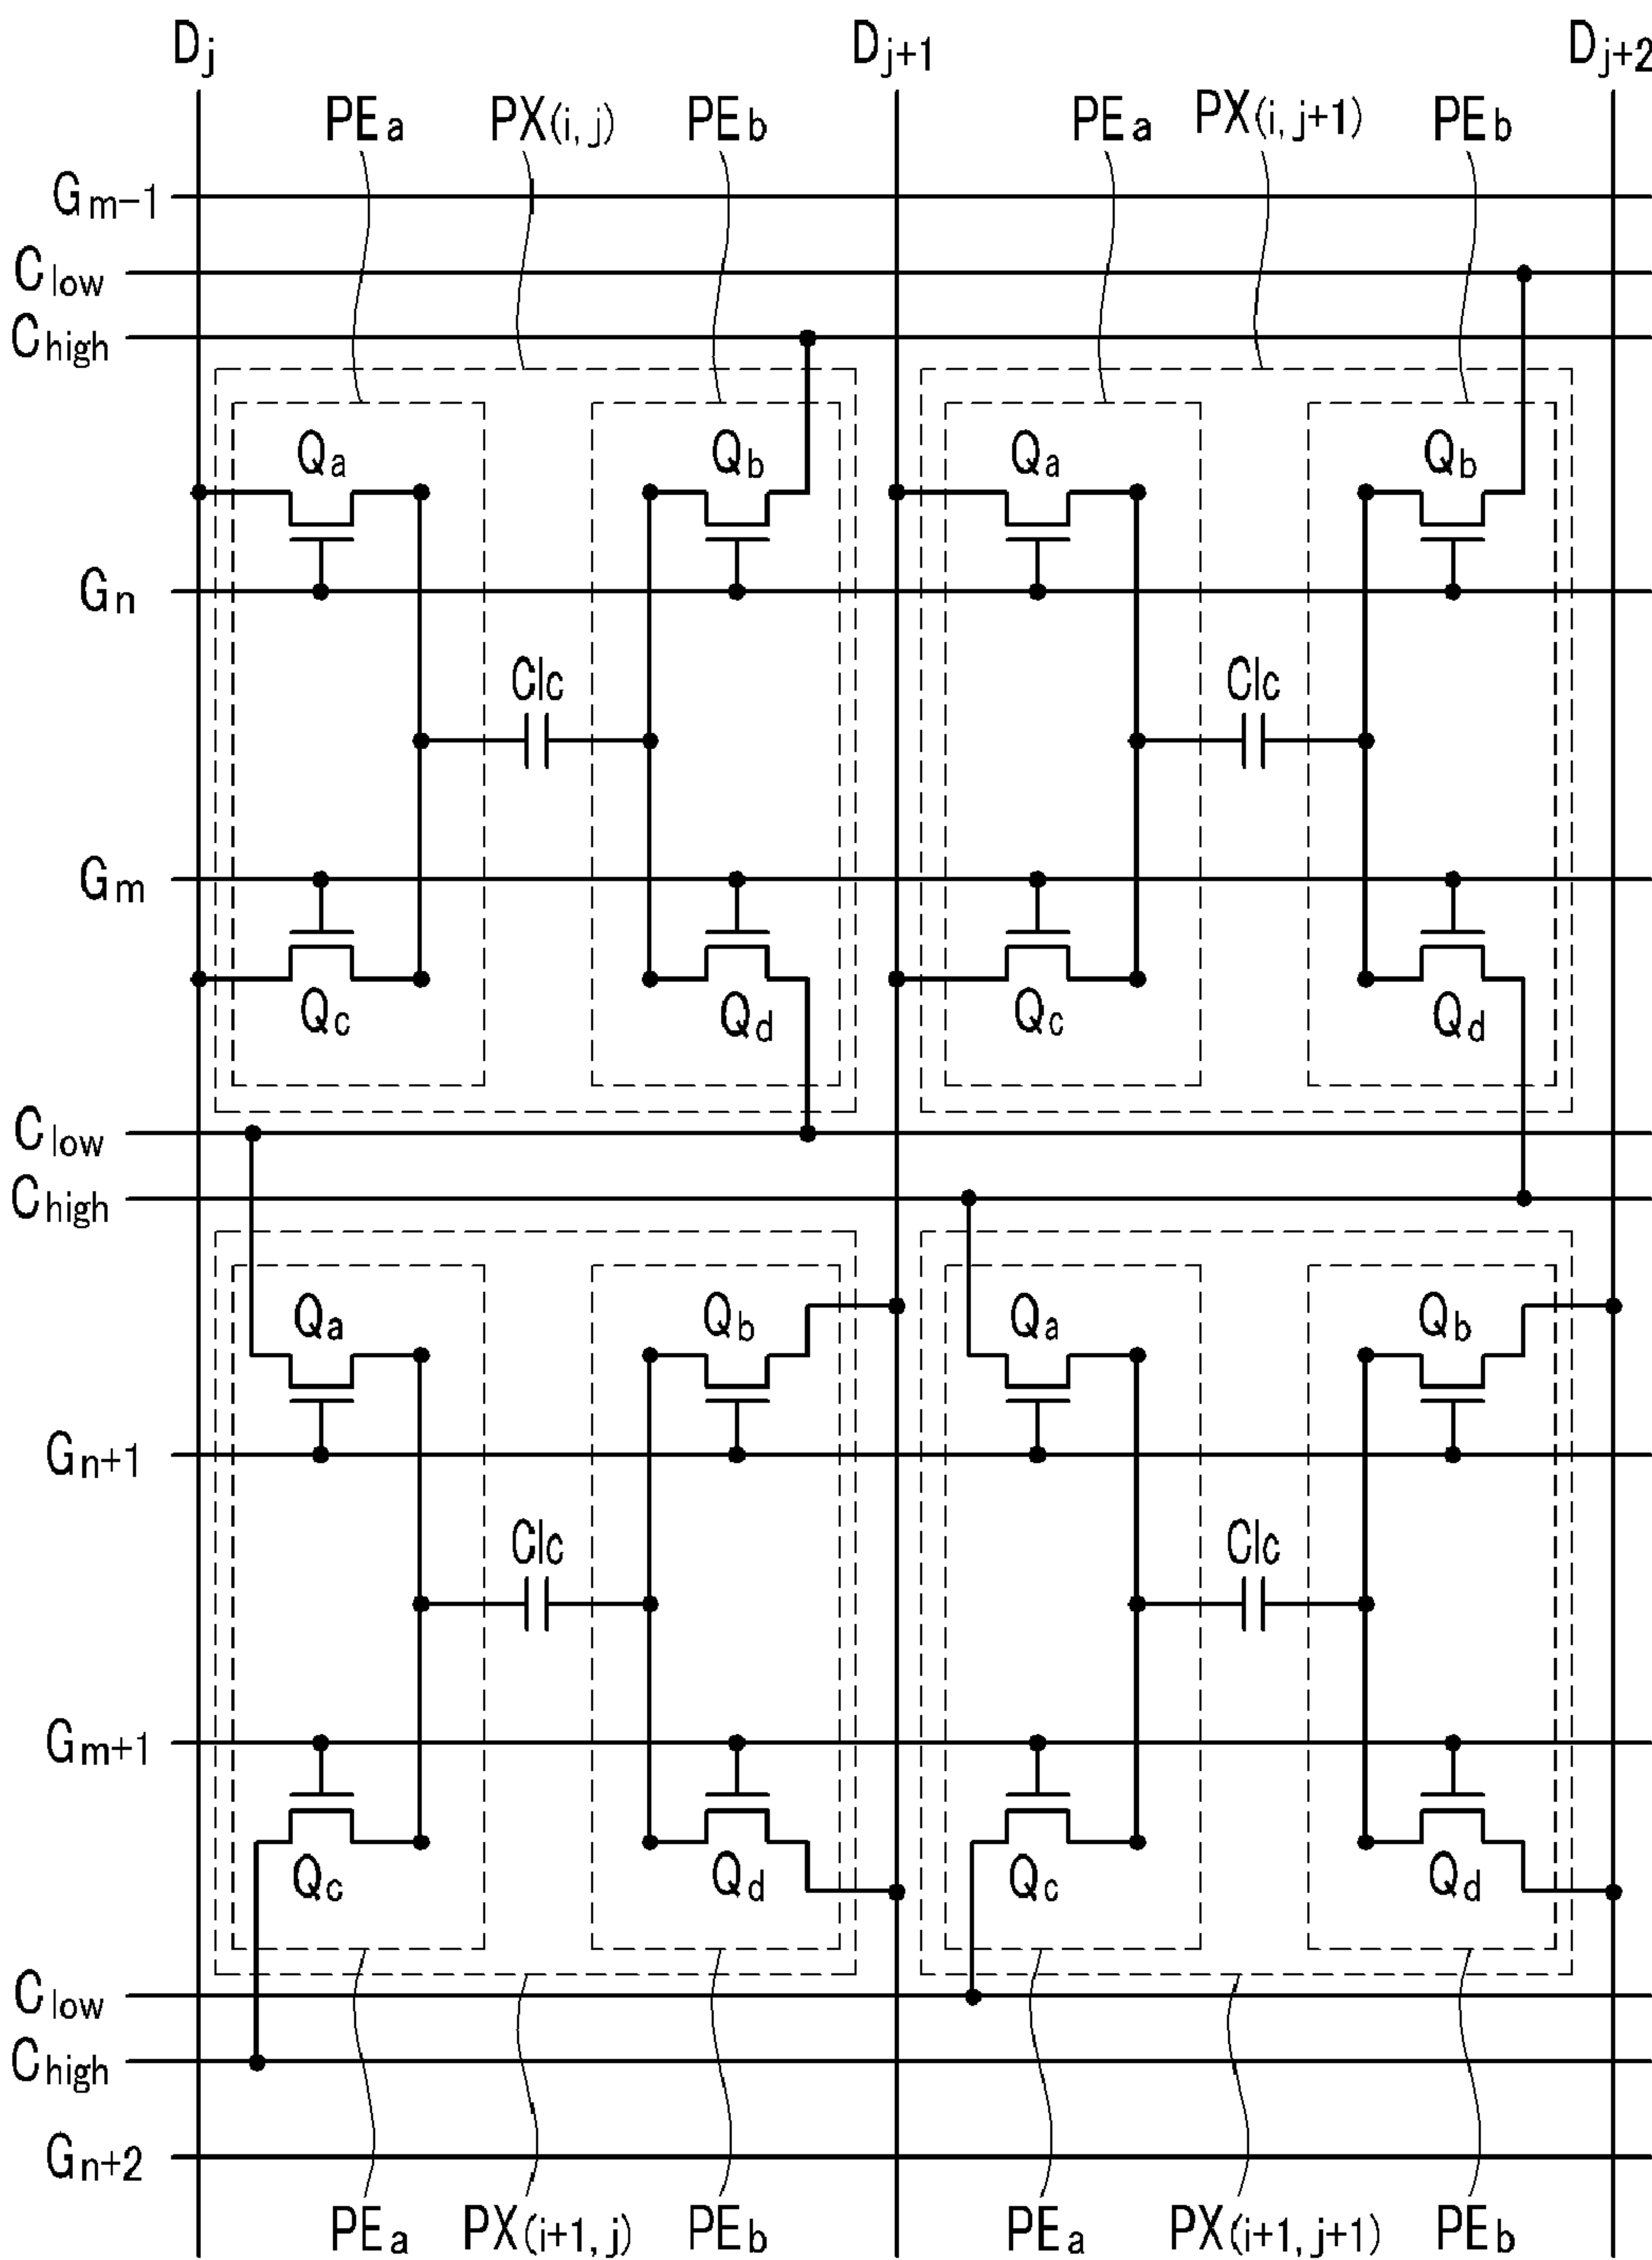 Dj Dj+1 Dj+2
PEa PX(i, j) PEb PEa PX(i, j+1) PEb
Gm-1
Clow
Chigh
Qa Qb Qa Qb
Gn
Clc Clc
Gm
Qc Qd Qc Qd
Clow
Chigh
Qa Qb Qa Qb
Gn+1
Clc Clc
Gm+1
Qc Qd Qc Qd
Clow
Chigh
Gn+2
PEa PX(i+1, j) PEb PEa PX(i+1, j+1) PEb